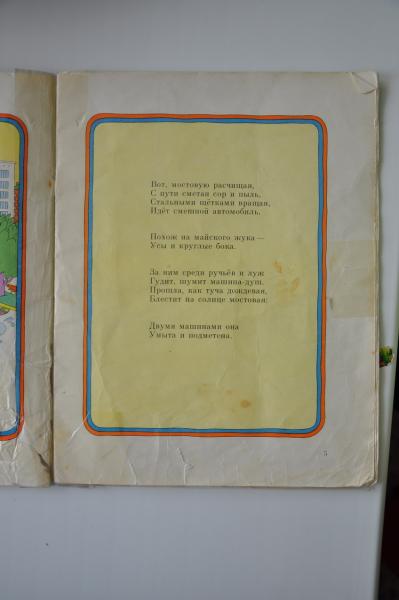 Вот, мостовую расчищая,
С пути сметая сор и пыль,
Стальными щётками вращая,
Идёт смешной автомобиль.
Похож на майского жука —
Усы и круглые бока.
За ним среди ручьёв и луж
Гудит, шумит машина-душ.
Прошла, как туча дождевая,
Блестит на солнце мостовая:
Двумя машинами она
Умыта и подметена.
5